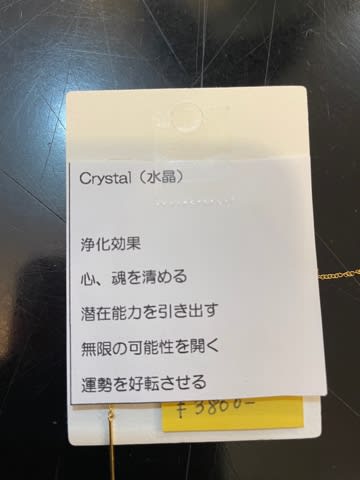 Crystal（水晶）
浄化効果
心、魂を清める
潜在能力を引き出す
無限の可能性を開く
運勢を好転させる
¥3800-